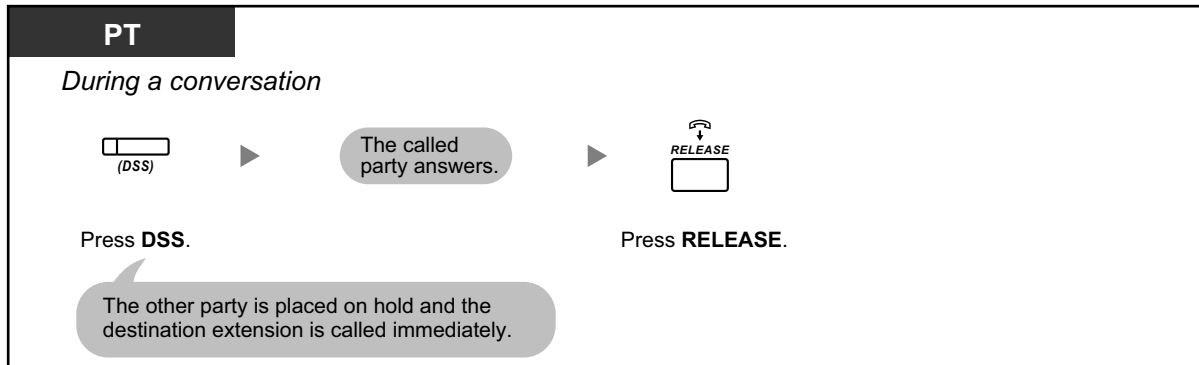 PT
During a conversation
(DSS)
The called
party answers.
RELEASE
Press DSS.
Press RELEASE.
The other party is placed on hold and the
destination extension is called immediately.